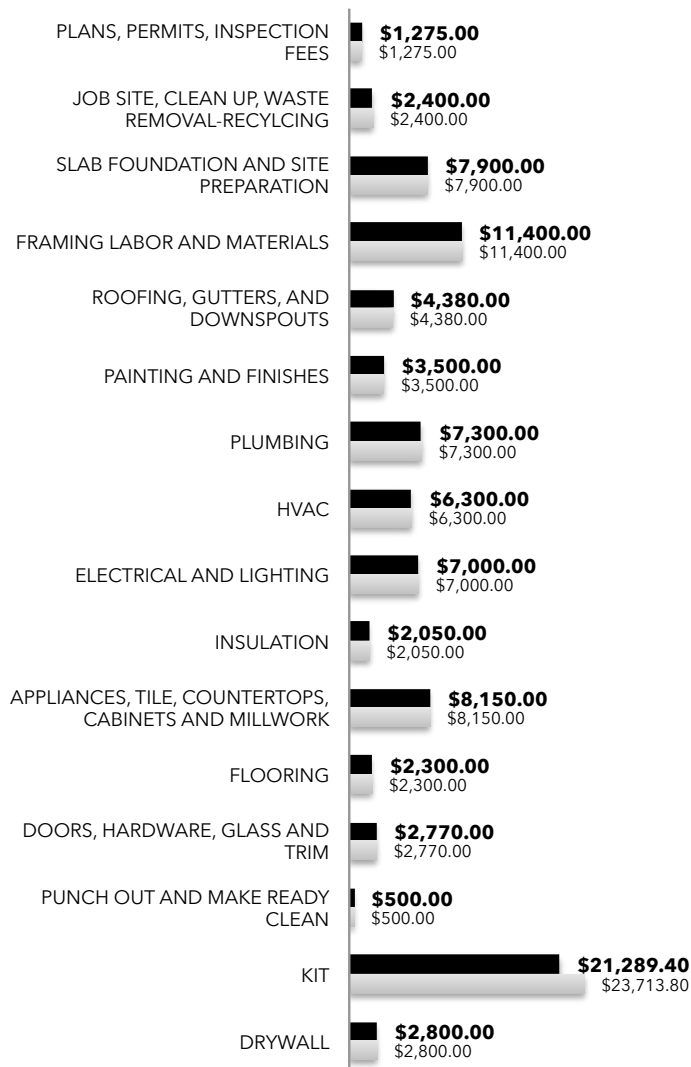 PLANS, PERMITS, INSPECTION
FEES
$1,275.00
$1,275.00
JOB SITE, CLEAN UP, WASTE
REMOVAL-RECYLCING
$2,400.00
$2,400.00
SLAB FOUNDATION AND SITE
PREPARATION
$7,900.00
$7,900.00
FRAMING LABOR AND MATERIALS
$11,400.00
$11,400.00
ROOFING, GUTTERS, AND
DOWNSPOUTS
$4,380.00
$4,380.00
PAINTING AND FINISHES
$3,500.00
$3,500.00
PLUMBING
$7,300.00
$7,300.00
HVAC
$6,300.00
$6,300.00
ELECTRICAL AND LIGHTING
$7,000.00
$7,000.00
INSULATION
$2,050.00
$2,050.00
APPLIANCES, TILE, COUNTERTOPS,
CABINETS AND MILLWORK
$8,150.00
$8,150.00
FLOORING
$2,300.00
$2,300.00
DOORS, HARDWARE, GLASS AND
TRIM
$2,770.00
$2,770.00
PUNCH OUT AND MAKE READY
CLEAN
$500.00
$500.00
KIT
$21,289.40
$23,713.80
DRYWALL
$2,800.00
$2,800.00